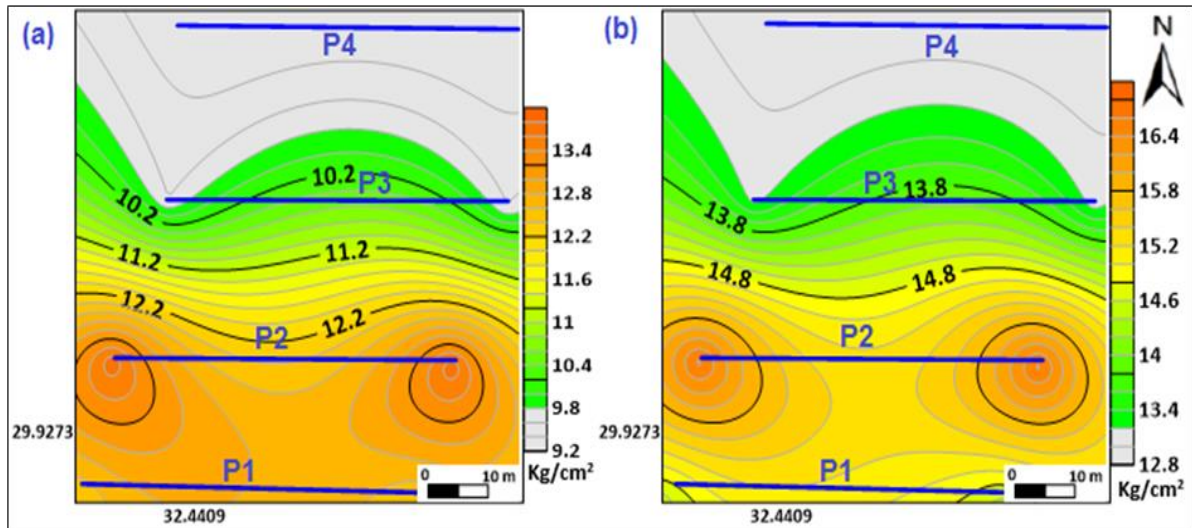 (a)
P4
10.2
P3
10.2
11.2
11.2
12.2
12.2
P2
P1
29.9273
32.4409
0 10 m
13.4
12.8
12.2
11.6
11
10.4
9.8
9.2
Kg/cm²
(b)
N
P4
P3
13.8
13.8
14.8
14.8
P2
P1
29.9273
32.4409
0 10 m
16.4
15.8
15.2
14.6
14
13.4
12.8
Kg/cm²